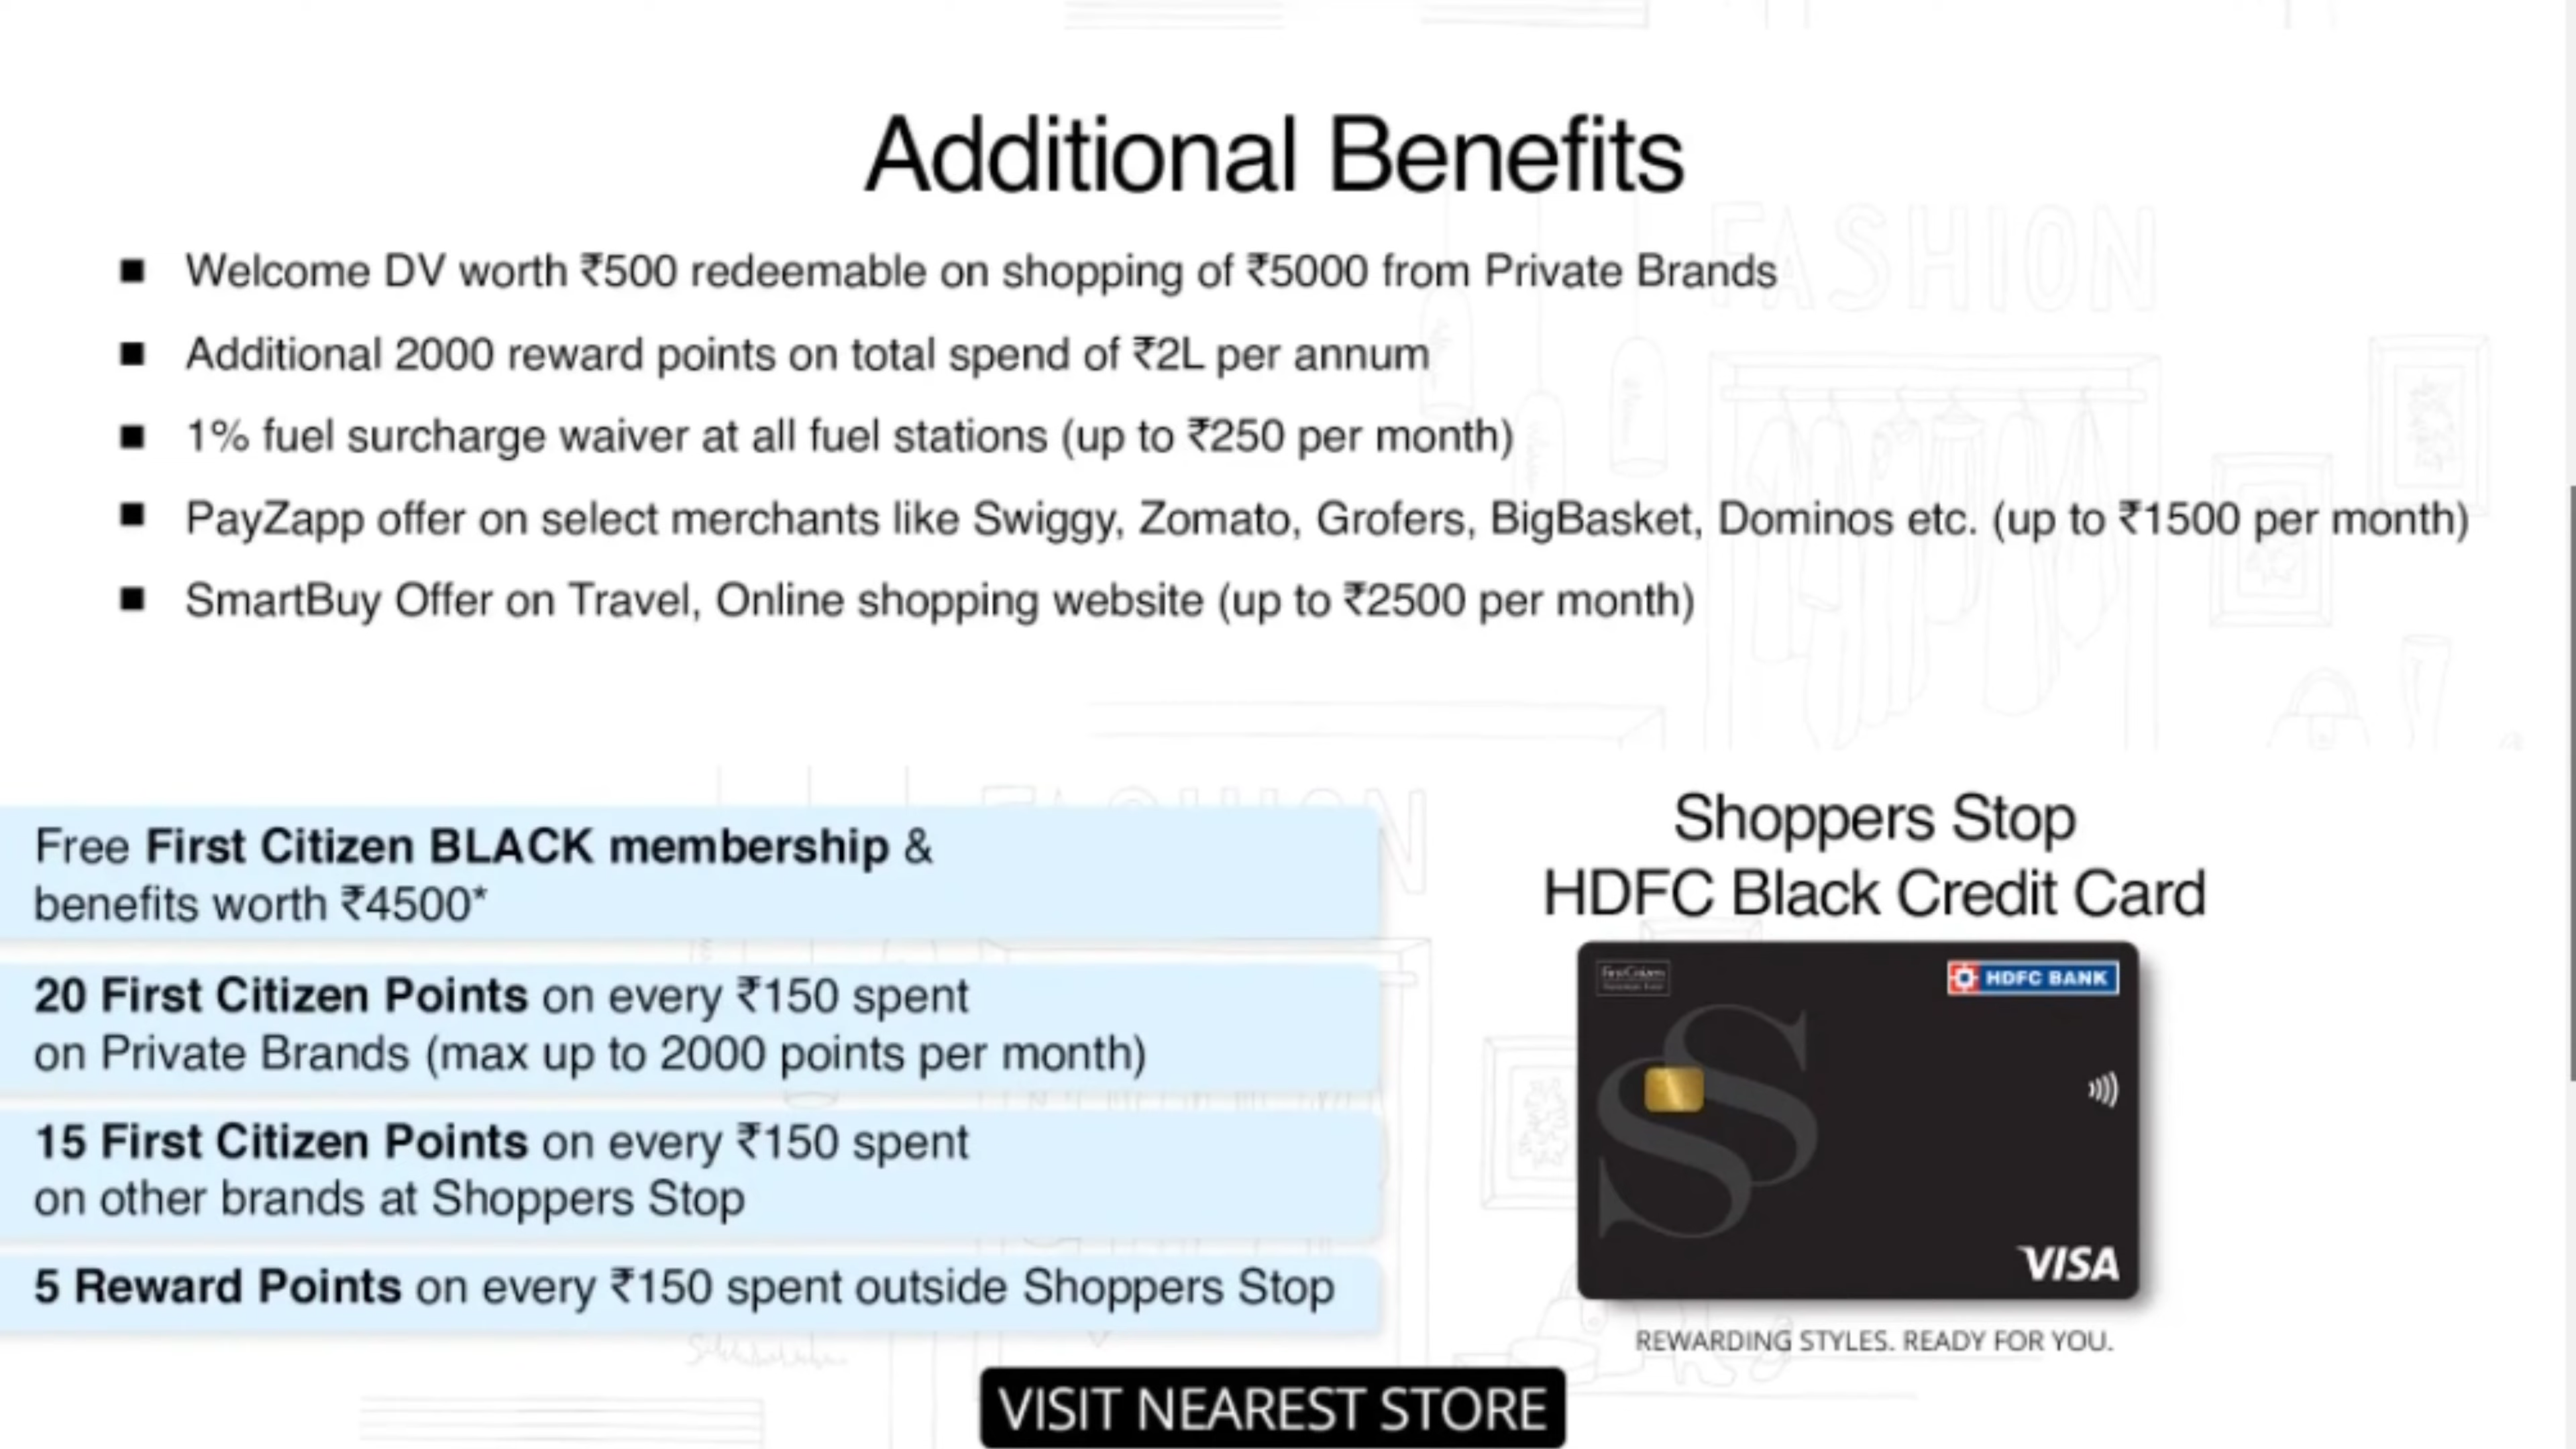 Additional Benefits
FASHION
■ Welcome DV worth ₹500 redeemable on shopping of ₹5000 from Private Brands
■ Additional 2000 reward points on total spend of ₹2L per annum
■ 1% fuel surcharge waiver at all fuel stations (up to ₹250 per month)
■ PayZapp offer on select merchants like Swiggy, Zomato, Grofers, BigBasket, Dominos etc. (up to ₹1500 per month)
■ SmartBuy Offer on Travel, Online shopping website (up to ₹2500 per month)
Free First Citizen BLACK membership &
benefits worth ₹4500*
20 First Citizen Points on every ₹150 spent
on Private Brands (max up to 2000 points per month)
15 First Citizen Points on every ₹150 spent
on other brands at Shoppers Stop
5 Reward Points on every ₹150 spent outside Shoppers Stop
Shoppers Stop
HDFC Black Credit Card
First Citizen
HDFC BANK
SS
VISA
REWARDING STYLES. READY FOR YOU.
VISIT NEAREST STORE